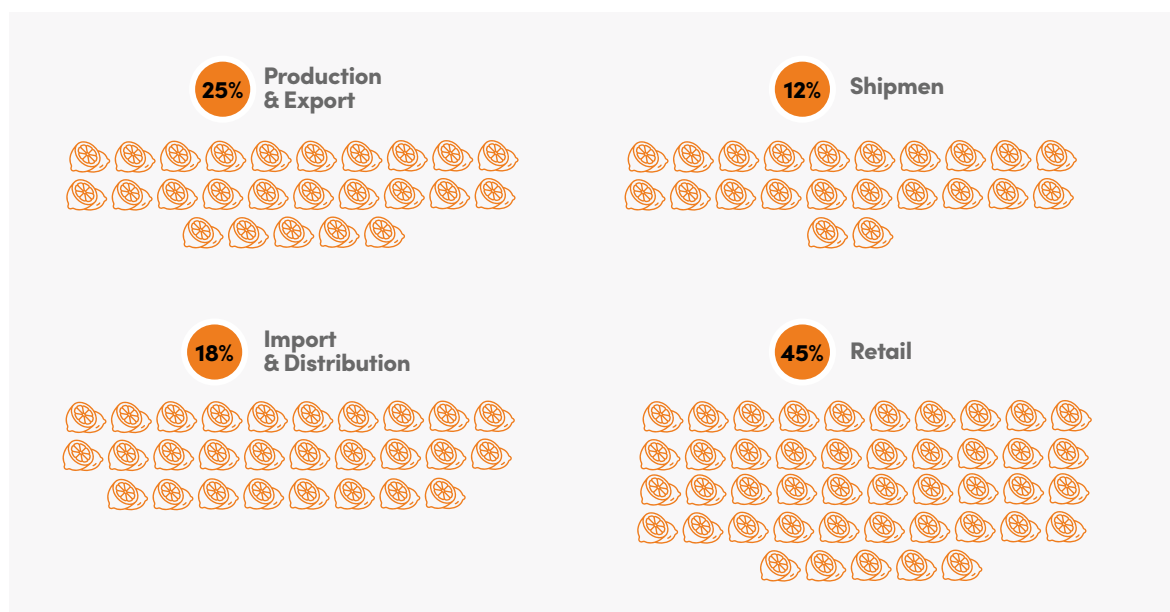 25%
Production
& Export
12%
Shipmen
18%
Import
& Distribution
45%
Retail